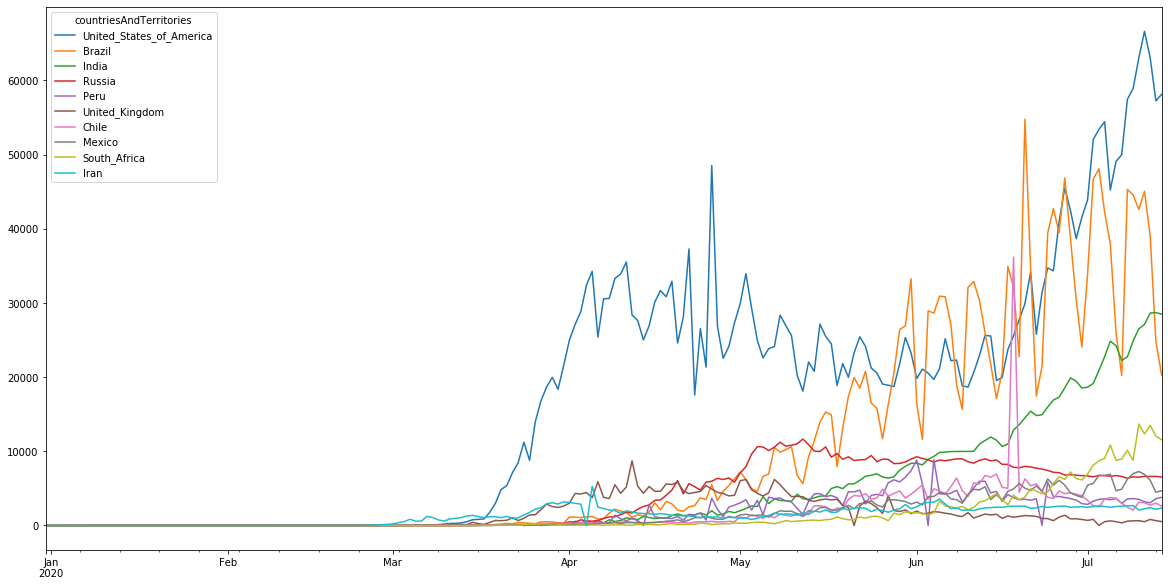 countriesAndTerritories
United_States_of_America
Brazil
India
Russia
Peru
United_Kingdom
Chile
Mexico
South_Africa
Iran
60000
50000
40000
30000
20000
10000
0
Jan Feb Mar Apr May Jun Jul
2020